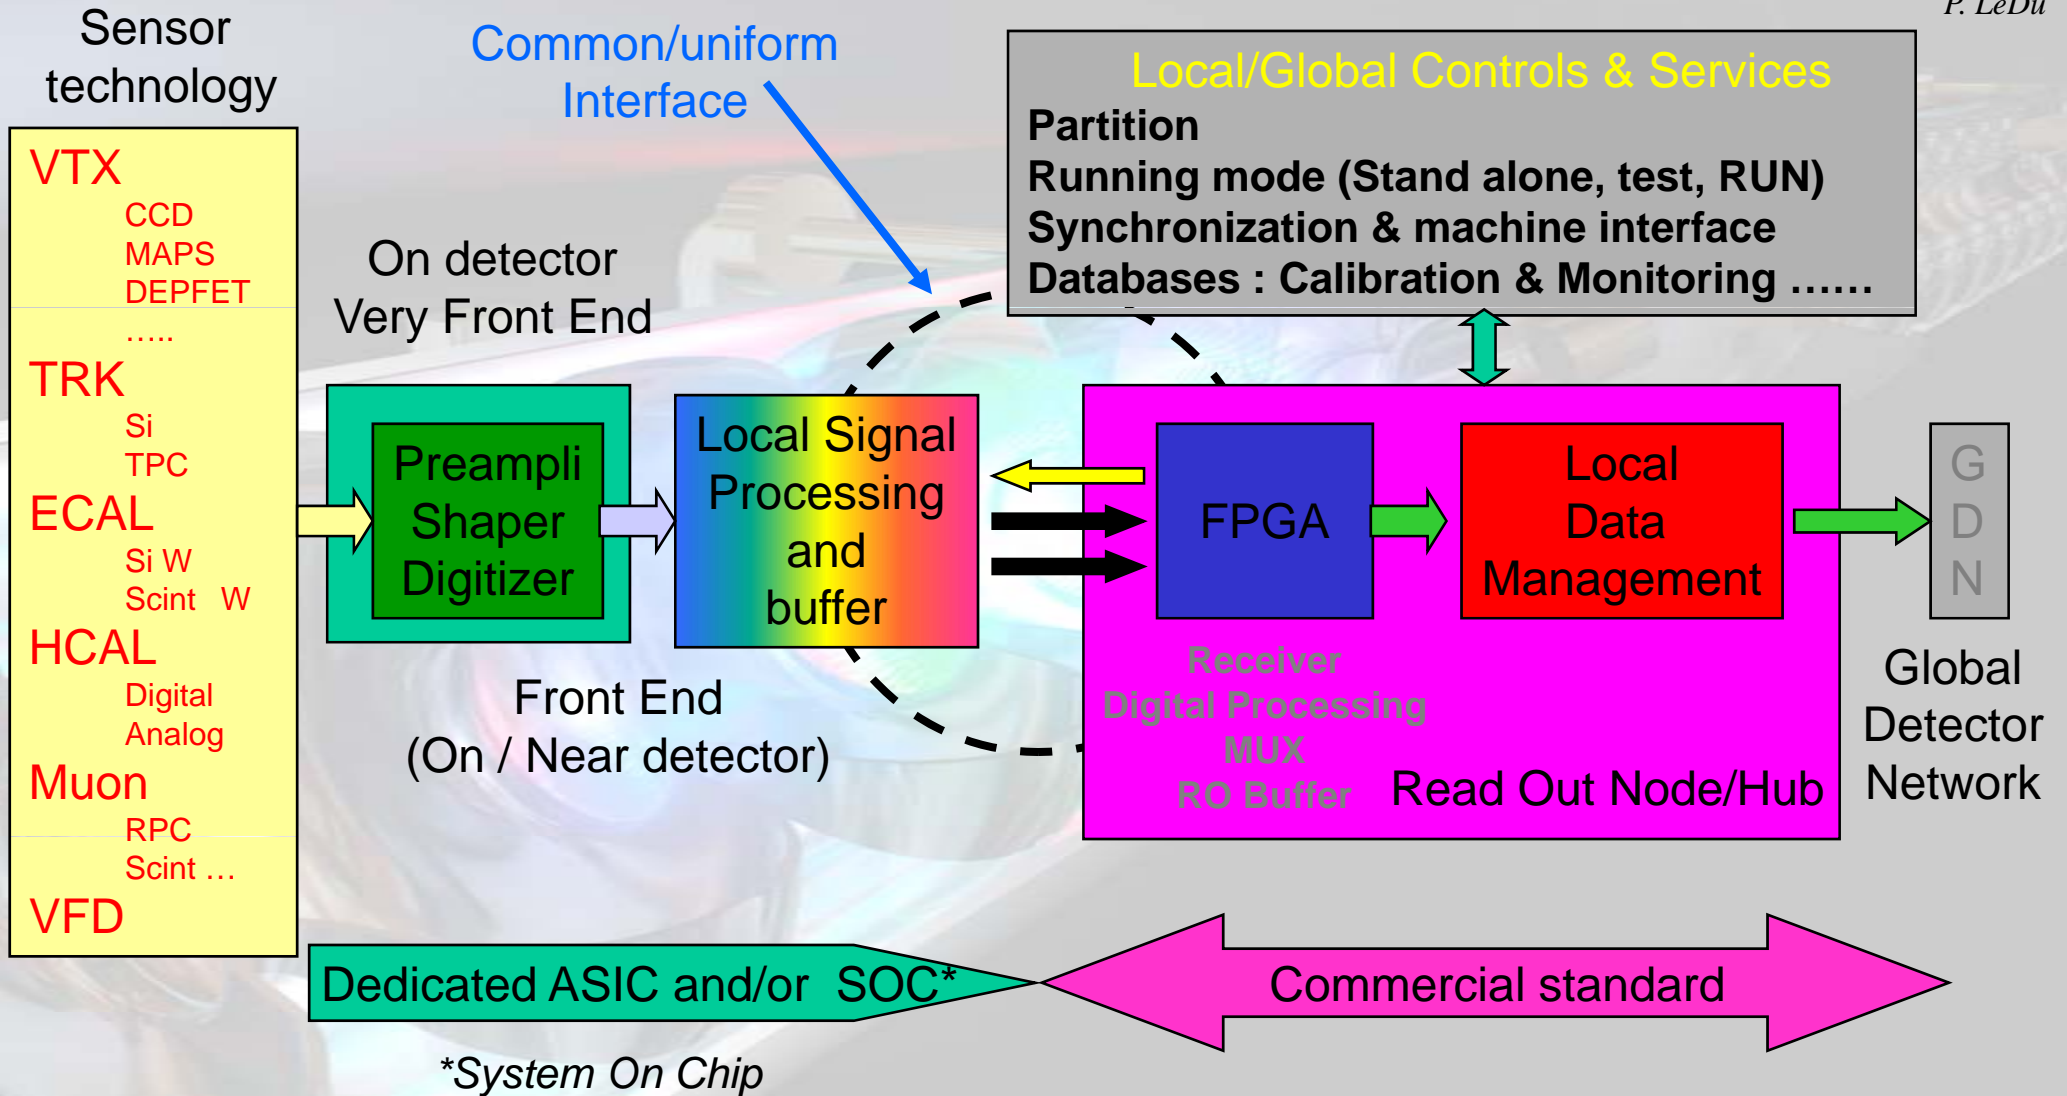 P. LeDu
Sensor
technology
VTX
CCD
MAPS
DEPFET
…..
TRK
Si
TPC
ECAL
Si W
Scint W
HCAL
Digital
Analog
Muon
RPC
Scint …
VFD
Common/uniform
Interface
Local/Global Controls & Services
Partition
Running mode (Stand alone, test, RUN)
Synchronization & machine interface
Databases : Calibration & Monitoring ……
On detector
Very Front End
Preampli
Shaper
Digitizer
Local Signal
Processing
and
buffer
Front End
(On / Near detector)
FPGA
Local
Data
Management
Receiver
Digital Processing
MUX
RO Buffer
Read Out Node/Hub
G
D
N
Global
Detector
Network
Dedicated ASIC and/or SOC*
Commercial standard
*System On Chip